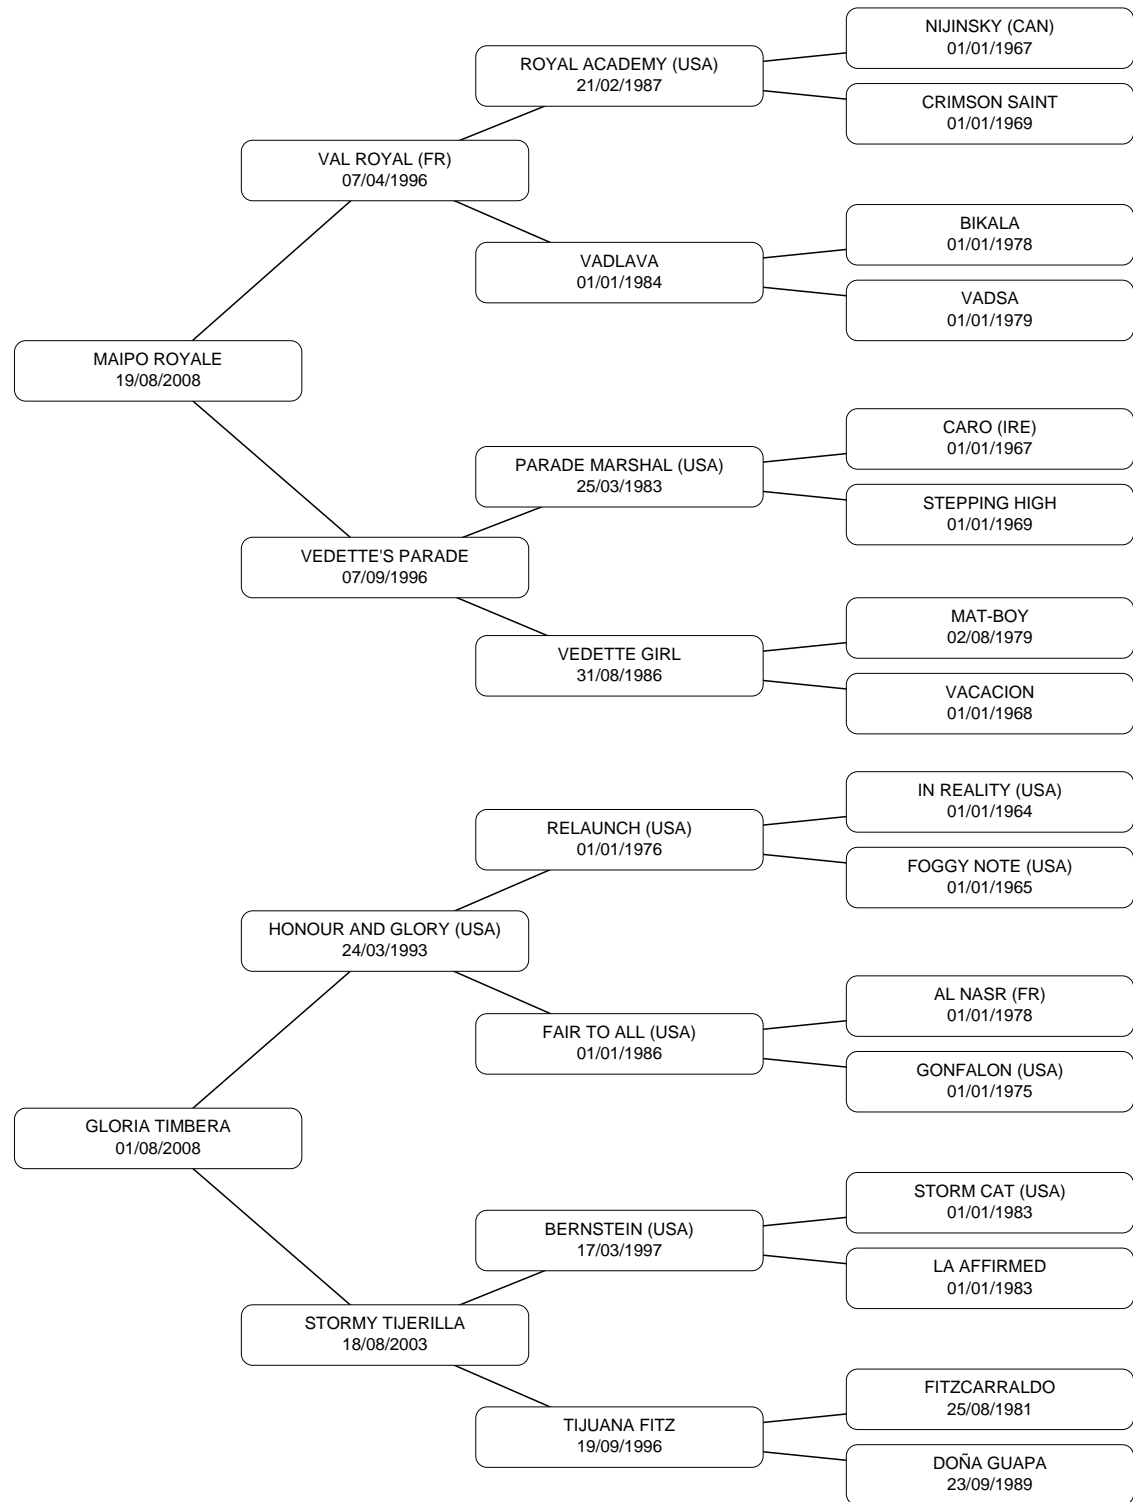 NIJINSKY (CAN)
01/01/1967
ROYAL ACADEMY (USA)
21/02/1987
CRIMSON SAINT
01/01/1969
VAL ROYAL (FR)
07/04/1996
BIKALA
01/01/1978
VADLAVA
01/01/1984
VADSA
01/01/1979
MAIPO ROYALE
19/08/2008
CARO (IRE)
01/01/1967
PARADE MARSHAL (USA)
25/03/1983
STEPPING HIGH
01/01/1969
VEDETTE'S PARADE
07/09/1996
MAT-BOY
02/08/1979
VEDETTE GIRL
31/08/1986
VACACION
01/01/1968
IN REALITY (USA)
01/01/1964
RELAUNCH (USA)
01/01/1976
FOGGY NOTE (USA)
01/01/1965
HONOUR AND GLORY (USA)
24/03/1993
AL NASR (FR)
01/01/1978
FAIR TO ALL (USA)
01/01/1986
GONFALON (USA)
01/01/1975
GLORIA TIMBERA
01/08/2008
STORM CAT (USA)
01/01/1983
BERNSTEIN (USA)
17/03/1997
LA AFFIRMED
01/01/1983
STORMY TIJERILLA
18/08/2003
FITZCARRALDO
25/08/1981
TIJUANA FITZ
19/09/1996
DOÑA GUAPA
23/09/1989